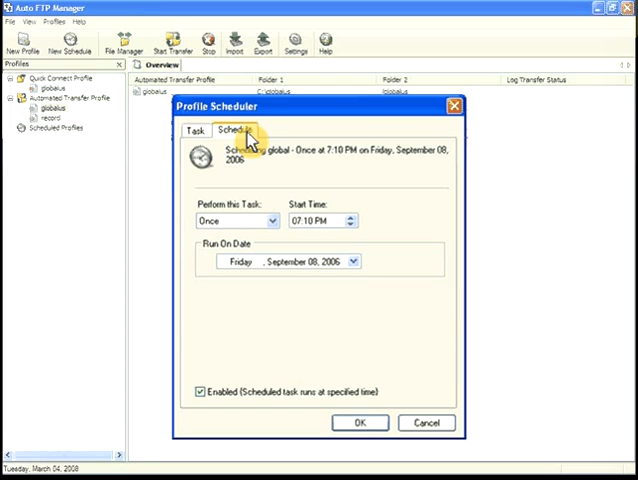 Auto FTP Manager
File View Profiles Help
New Profile New Schedule File Manager Start Transfer Stop Import Export Settings Help
Profiles
Overview
Quick Connect Profile
globalus
Automated Transfer Profile
globalus
record
Scheduled Profiles
Automated Transfer Profile Folder 1 Folder 2 Log Transfer Status
globalus C:\globalus \globalus
Profile Scheduler
Task Schedule
global - Once at 7:10 PM on Friday, September 08,
2006
Perform this Task: Start Time:
Once 07:10 PM
Run On Date
Friday , September 08, 2006
Enabled (Scheduled task runs at specified time)
OK Cancel
Tuesday, March 04, 2008